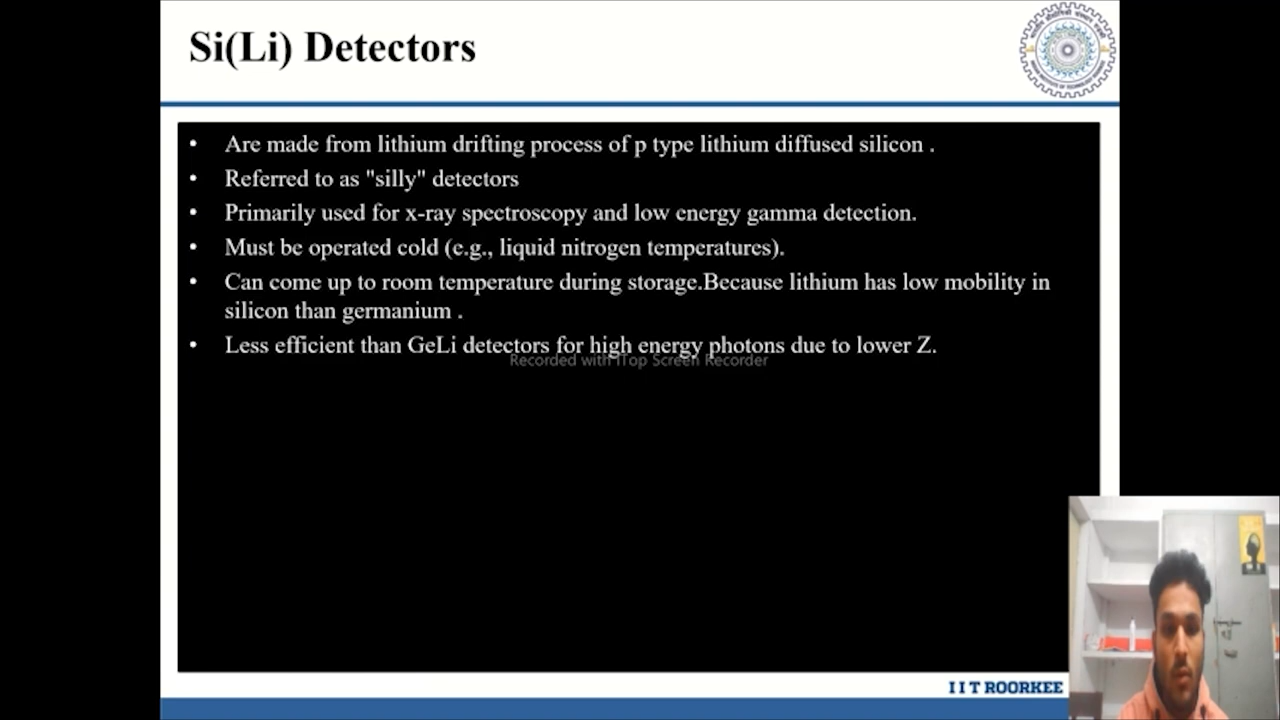 Si(Li) Detectors
• Are made from lithium drifting process of p type lithium diffused silicon .
• Referred to as "silly" detectors
• Primarily used for x-ray spectroscopy and low energy gamma detection.
• Must be operated cold (e.g., liquid nitrogen temperatures).
• Can come up to room temperature during storage.Because lithium has low mobility in
silicon than germanium .
• Less efficient than GeLi detectors for high energy photons due to lower Z.
Recorded with iTop Screen Recorder
I I T ROORKEE